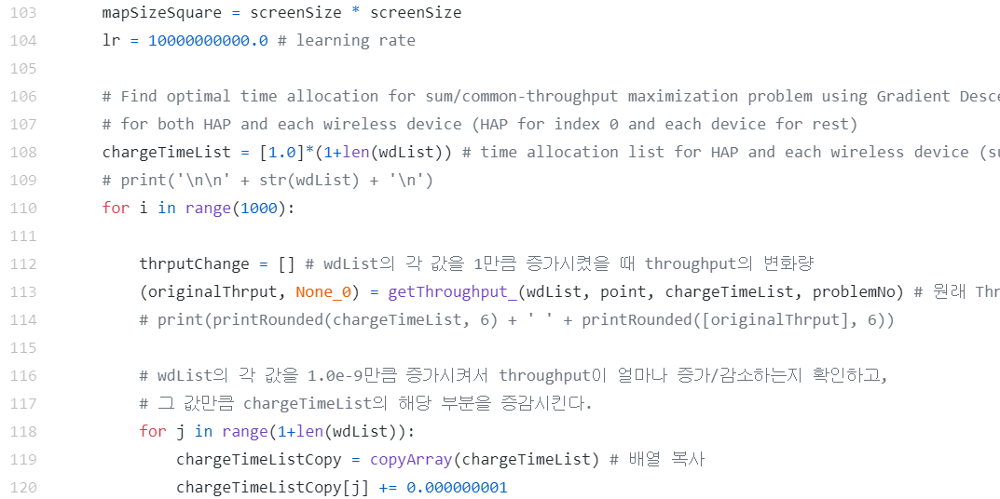 103 mapSizeSquare = screenSize * screenSize
104 lr = 10000000000.0 # learning rate
105
106 # Find optimal time allocation for sum/common-throughput maximization problem using Gradient Desce
107 # for both HAP and each wireless device (HAP for index 0 and each device for rest)
108 chargeTimeList = [1.0]*(1+len(wdList)) # time allocation list for HAP and each wireless device (su
109 # print('\n\n' + str(wdList) + '\n')
110 for i in range(1000):
111
112 thrputChange = [] # wdList의 각 값을 1만큼 증가시켰을 때 throughput의 변화량
113 (originalThrput, None_0) = getThroughput_(wdList, point, chargeTimeList, problemNo) # 원래 Thr
114 # print(printRounded(chargeTimeList, 6) + ' ' + printRounded([originalThrput], 6))
115
116 # wdList의 각 값을 1.0e-9만큼 증가시켜서 throughput이 얼마나 증가/감소하는지 확인하고,
117 # 그 값만큼 chargeTimeList의 해당 부분을 증감시킨다.
118 for j in range(1+len(wdList)):
119 chargeTimeListCopy = copyArray(chargeTimeList) # 배열 복사
120 chargeTimeListCopy[j] += 0.000000001